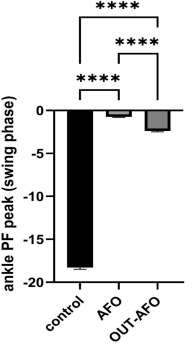 ****
****
****
ankle PF peak (swing phase)
0
-5
-10
-15
-20
control
AFO
OUT-AFO